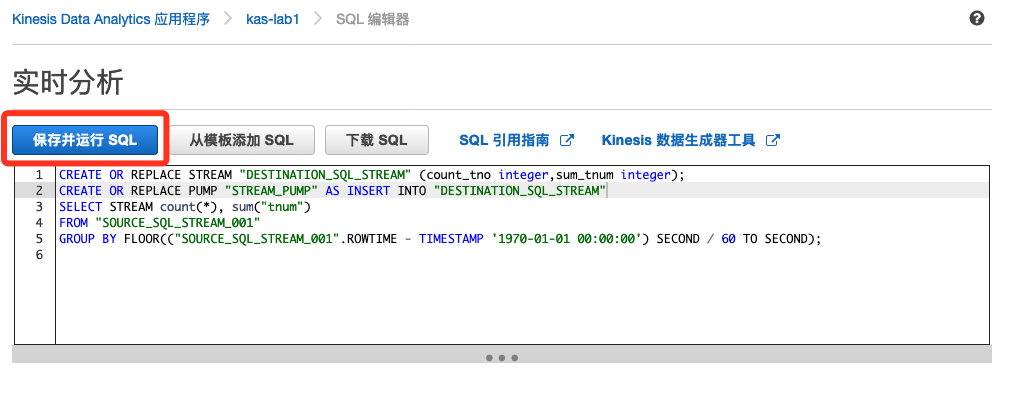 Kinesis Data Analytics 应用程序 > kas-lab1 > SQL 编辑器 ?
实时分析
保存并运行 SQL 从模板添加 SQL 下载 SQL SQL 引用指南 Kinesis 数据生成器工具
1 CREATE OR REPLACE STREAM "DESTINATION_SQL_STREAM" (count_tno integer,sum_tnum integer);
2 CREATE OR REPLACE PUMP "STREAM_PUMP" AS INSERT INTO "DESTINATION_SQL_STREAM"
3 SELECT STREAM count(*), sum("tnum")
4 FROM "SOURCE_SQL_STREAM_001"
5 GROUP BY FLOOR(("SOURCE_SQL_STREAM_001".ROWTIME - TIMESTAMP '1970-01-01 00:00:00') SECOND / 60 TO SECOND);
6